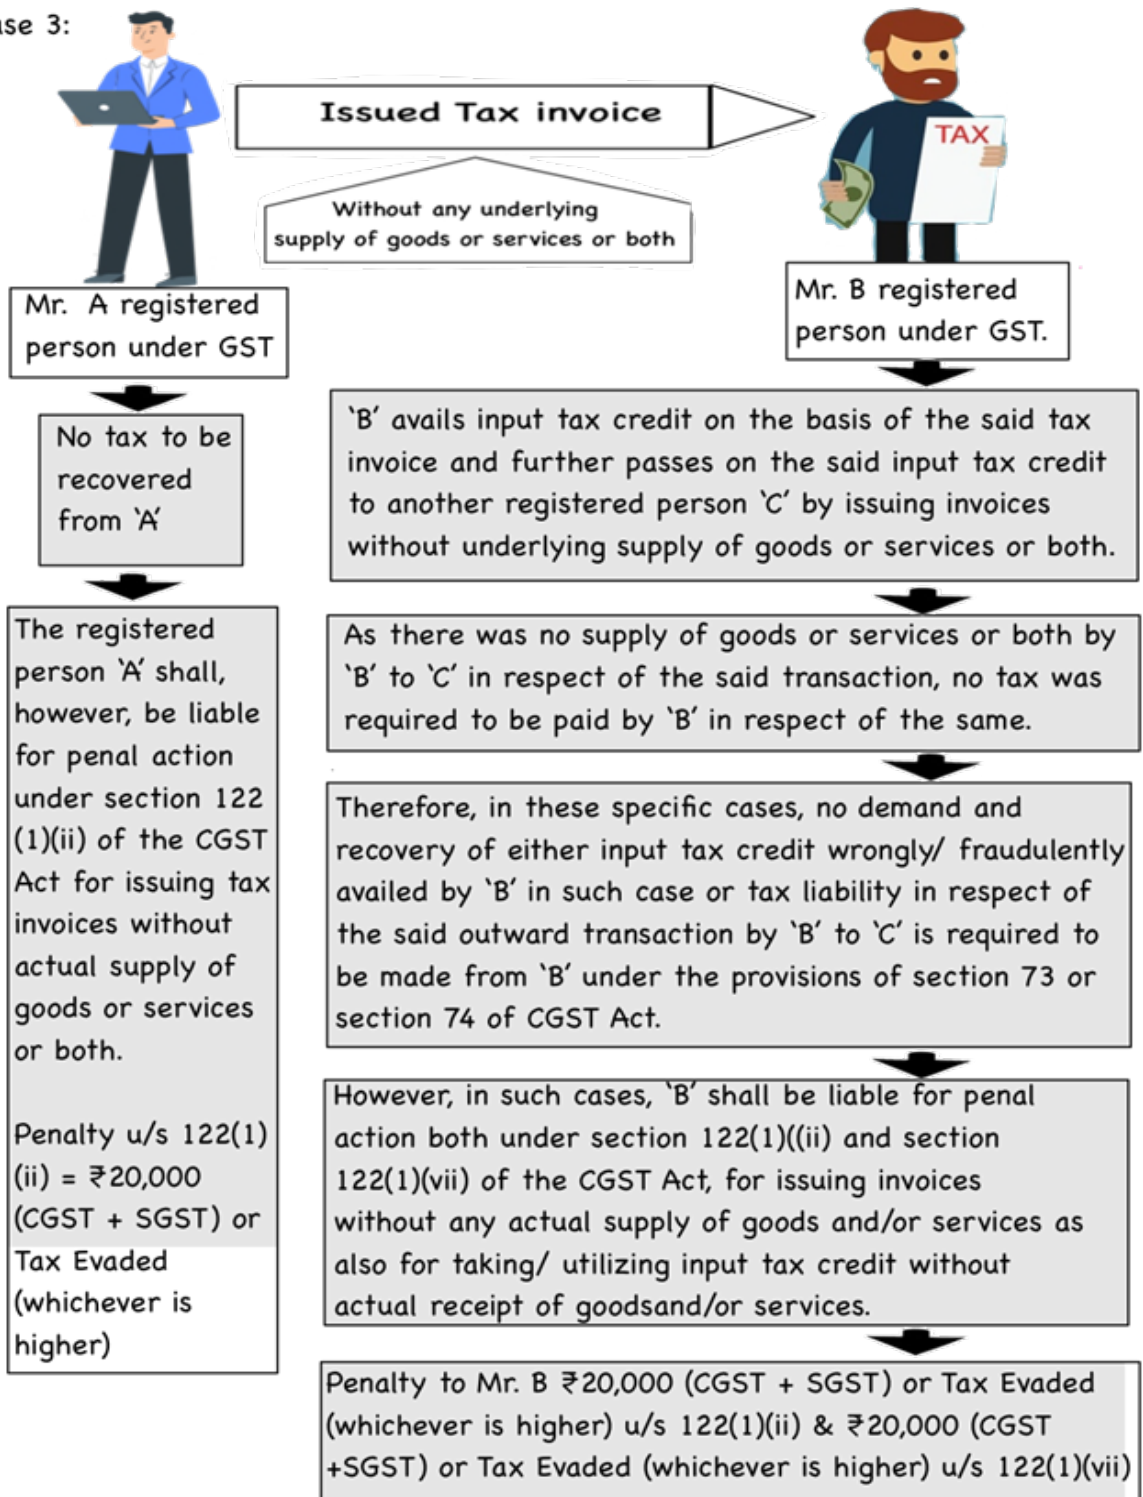 ase 3:
Issued Tax invoice
TAX
Without any underlying
supply of goods or services or both
Mr. A registered
person under GST
Mr. B registered
person under GST.
No tax to be
recovered
from ‘A’
The registered
person ‘A’ shall,
however, be liable
for penal action
under section 122
(1)(ii) of the CGST
Act for issuing tax
invoices without
actual supply of
goods or services
or both.
Penalty u/s 122(1)
(ii) = ₹20,000
(CGST + SGST) or
Tax Evaded
(whichever is
higher)
‘B’ avails input tax credit on the basis of the said tax
invoice and further passes on the said input tax credit
to another registered person ‘C’ by issuing invoices
without underlying supply of goods or services or both.
As there was no supply of goods or services or both by
‘B’ to ‘C’ in respect of the said transaction, no tax was
required to be paid by ‘B’ in respect of the same.
Therefore, in these specific cases, no demand and
recovery of either input tax credit wrongly/ fraudulently
availed by ‘B’ in such case or tax liability in respect of
the said outward transaction by ‘B’ to ‘C’ is required to
be made from ‘B’ under the provisions of section 73 or
section 74 of CGST Act.
However, in such cases, ‘B’ shall be liable for penal
action both under section 122(1)((ii) and section
122(1)(vii) of the CGST Act, for issuing invoices
without any actual supply of goods and/or services as
also for taking/ utilizing input tax credit without
actual receipt of goodsand/or services.
Penalty to Mr. B ₹20,000 (CGST + SGST) or Tax Evaded
(whichever is higher) u/s 122(1)(ii) & ₹20,000 (CGST
+SGST) or Tax Evaded (whichever is higher) u/s 122(1)(vii)